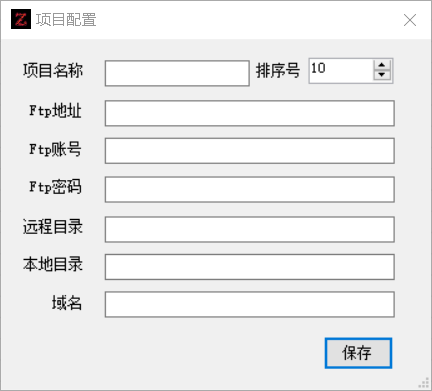 Z 项目配置
项目名称 排序号 10
Ftp地址
Ftp账号
Ftp密码
远程目录
本地目录
域名
保存